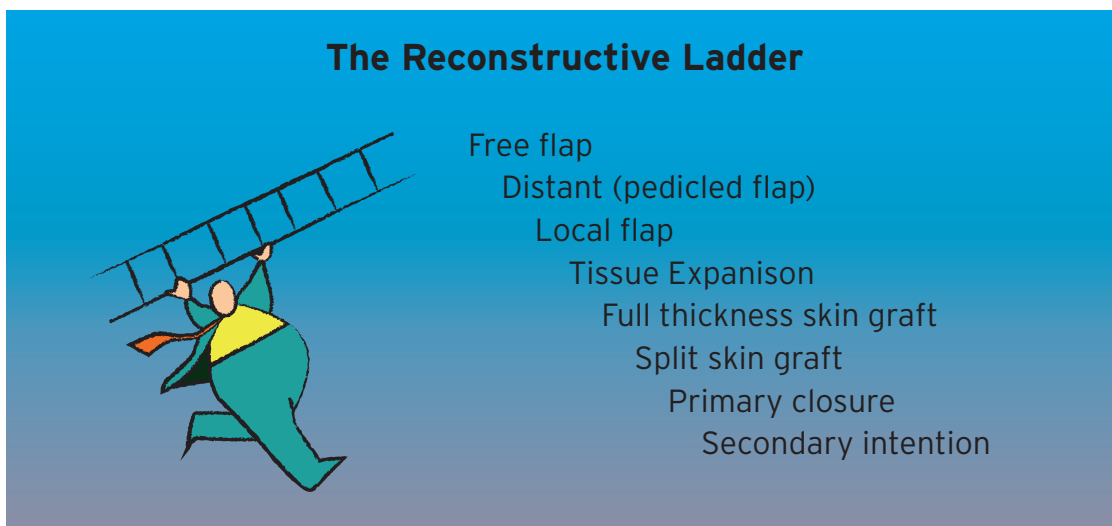 The Reconstructive Ladder
Free flap
Distant (pedicled flap)
Local flap
Tissue Expanison
Full thickness skin graft
Split skin graft
Primary closure
Secondary intention